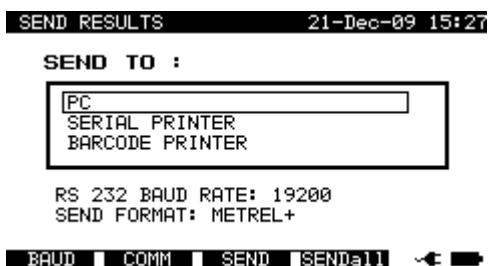 SEND RESULTS 21-Dec-09 15:27
SEND TO :
PC
SERIAL PRINTER
BARCODE PRINTER
RS 232 BAUD RATE: 19200
SEND FORMAT: METREL+
BAUD COMM SEND SENDall